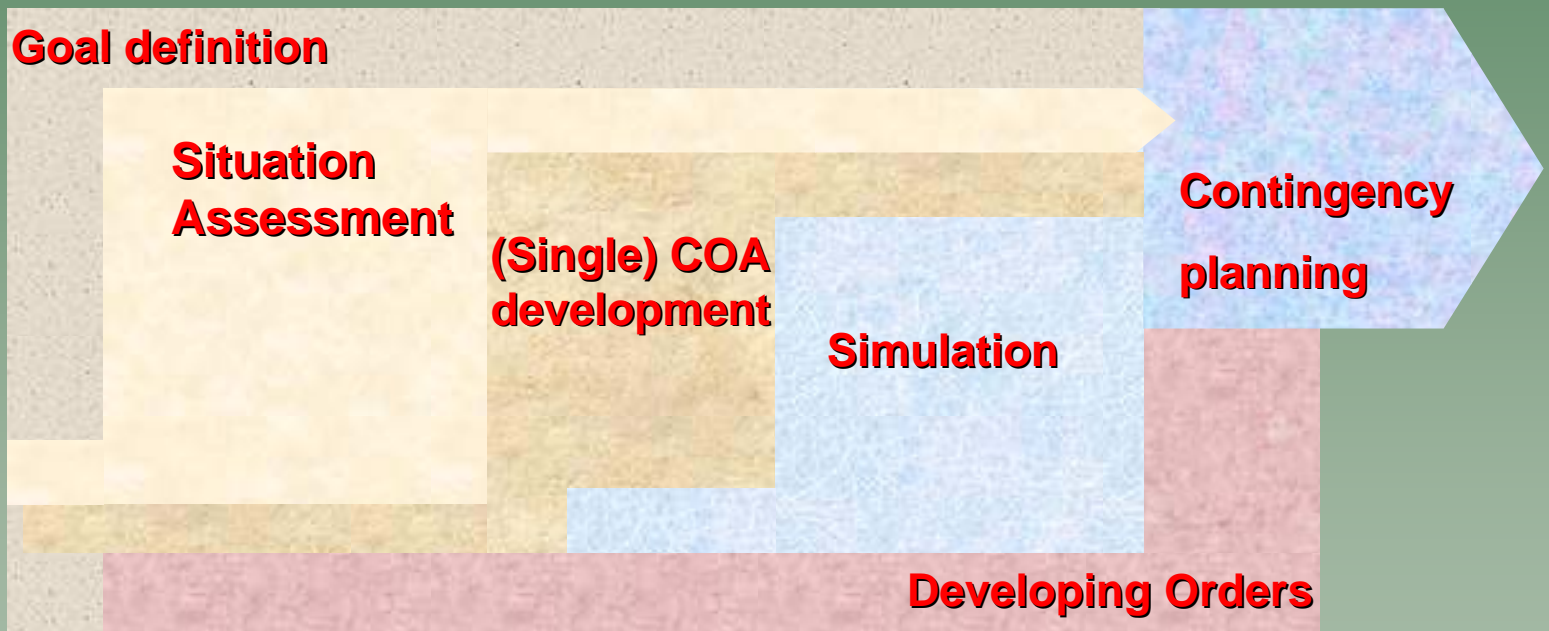 Goal definition
Situation
Assessment
(Single) COA
development
Simulation
Contingency
planning
Developing Orders